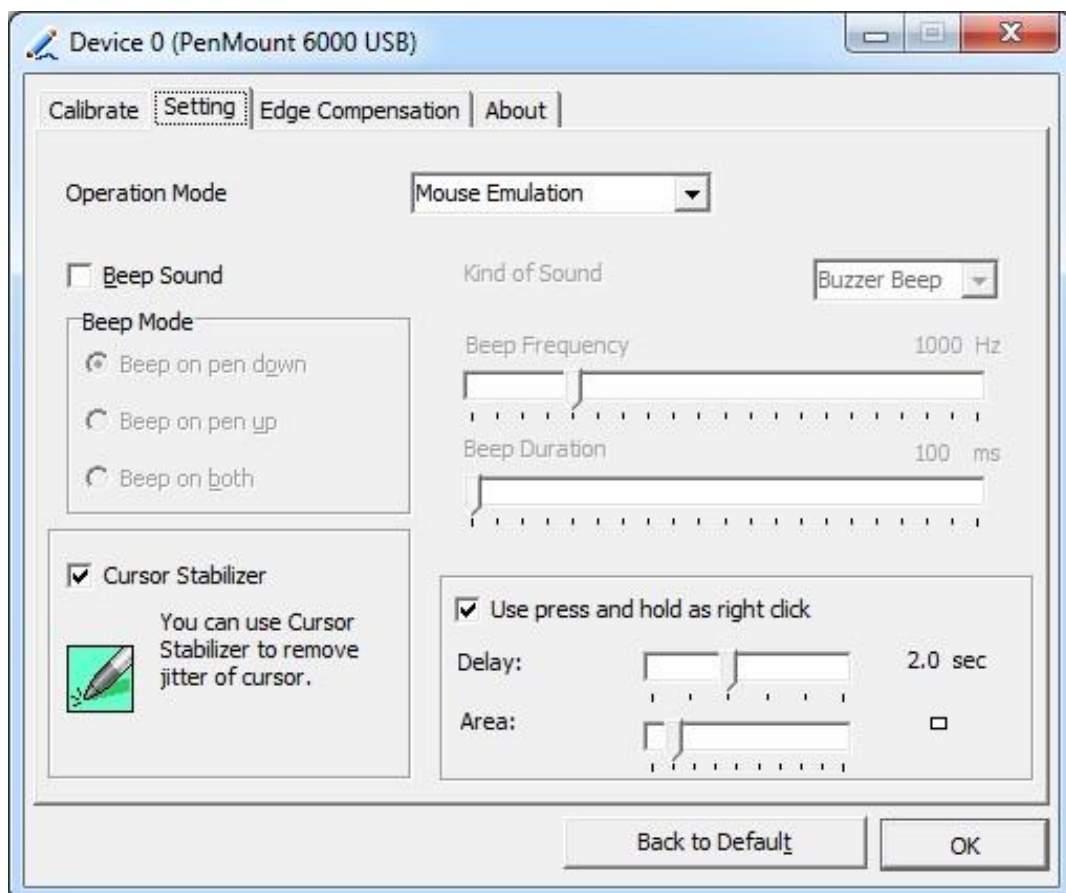 Device 0 (PenMount 6000 USB)
Calibrate Setting Edge Compensation About
Operation Mode Mouse Emulation
Beep Sound Kind of Sound Buzzer Beep
Beep Mode
Beep on pen down
Beep on pen up
Beep on both
Beep Frequency 1000 Hz
Beep Duration 100 ms
Cursor Stabilizer
You can use Cursor
Stabilizer to remove
jitter of cursor.
Use press and hold as right click
Delay: 2.0 sec
Area:
Back to Default OK